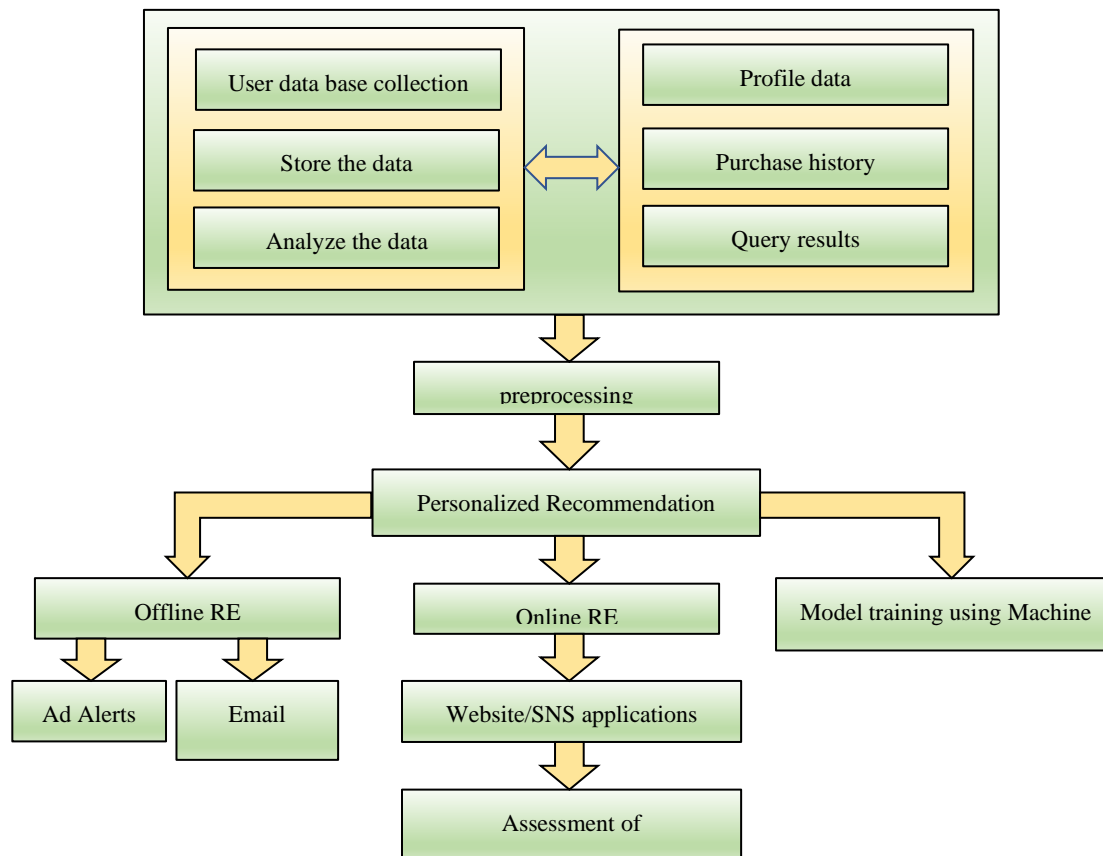 User data base collection
Store the data
Analyze the data
Profile data
Purchase history
Query results
preprocessing
Personalized Recommendation
Offline RE
Online RE
Model training using Machine
Ad Alerts
Email
Website/SNS applications
Assessment of